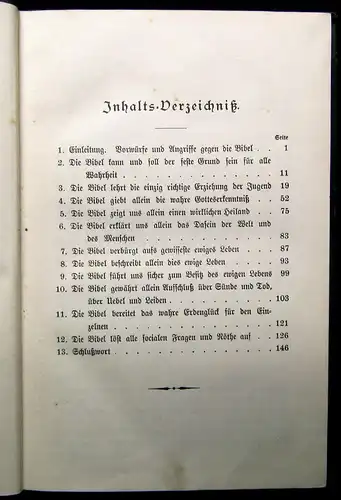 Inhalts-Verzeichniß.
Seite
1. Einleitung. Vorwürfe und Angriffe gegen die Bibel . . 1
2. Die Bibel kann und soll der feste Grund sein für alle
Wahrheit . . . . . . . . . . . . . 11
3. Die Bibel lehrt die einzig richtige Erziehung der Jugend 19
4. Die Bibel giebt allein die wahre Gotteserkenntniß . . 52
5. Die Bibel zeigt uns allein einen wirklichen Heiland . . 75
6. Die Bibel erklärt uns allein das Dasein der Welt und
des Menschen . . . . . . . . . . . 83
7. Die Bibel verbürgt aufs gewisseste ewiges Leben . . 87
8. Die Bibel beschreibt allein dies ewige Leben . . . . 93
9. Die Bibel führt uns sicher zum Besitz des ewigen Lebens 99
10. Die Bibel gewährt allein Aufschluß über Sünde und Tod,
über Uebel und Leiden . . . . . . . . 103
11. Die Bibel bereitet das wahre Erdenglück für den Ein-
zelnen . . . . . . . . . . . . . 121
12. Die Bibel löst alle socialen Fragen und Nöthe auf . . 126
13. Schlußwort . . . . . . . . . . . . 146